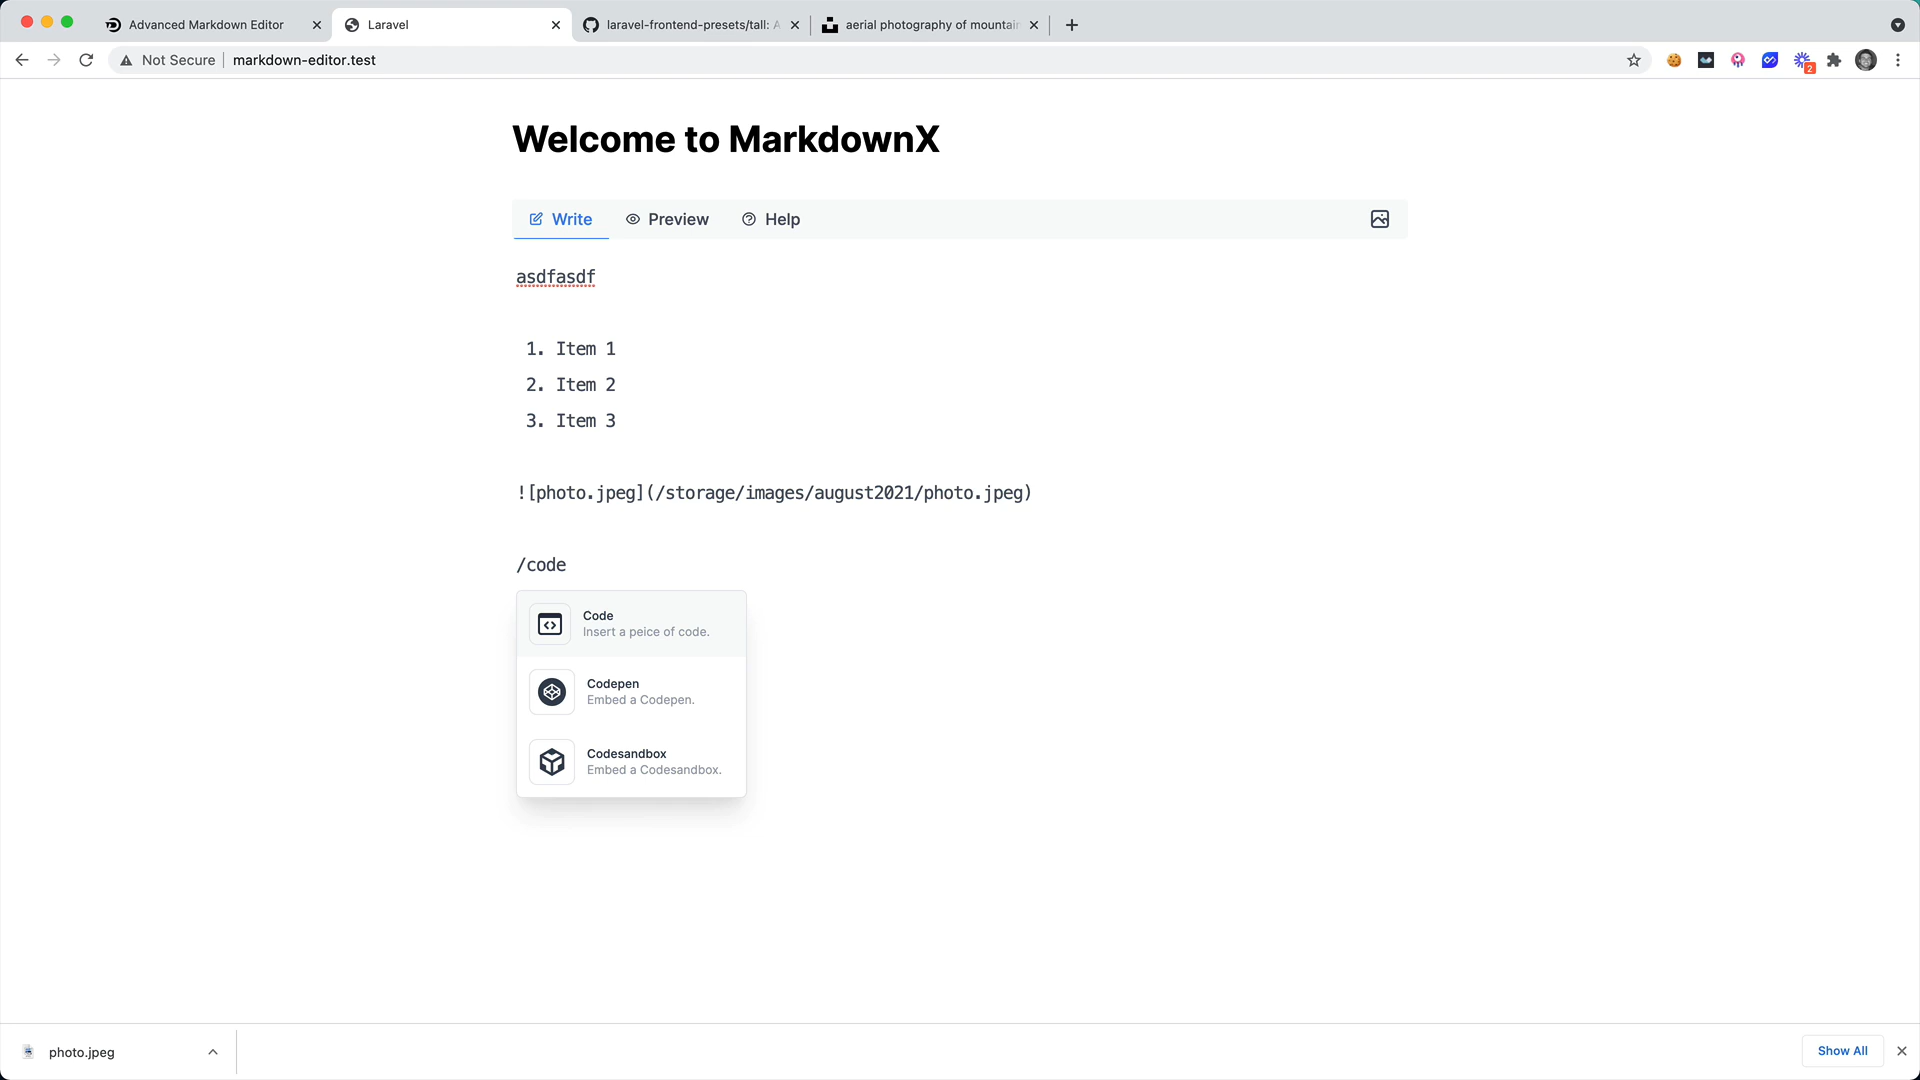 Advanced Markdown Editor
Laravel
laravel-frontend-presets/tall: A
aerial photography of mountain
Not Secure
markdown-editor.test
2
Welcome to MarkdownX
Write
Preview
Help
asdfasdf
1. Item 1
2. Item 2
3. Item 3
![photo.jpeg](/storage/images/august2021/photo.jpeg)
/code
Code
Insert a peice of code.
Codepen
Embed a Codepen.
Codesandbox
Embed a Codesandbox.
photo.jpeg
Show All